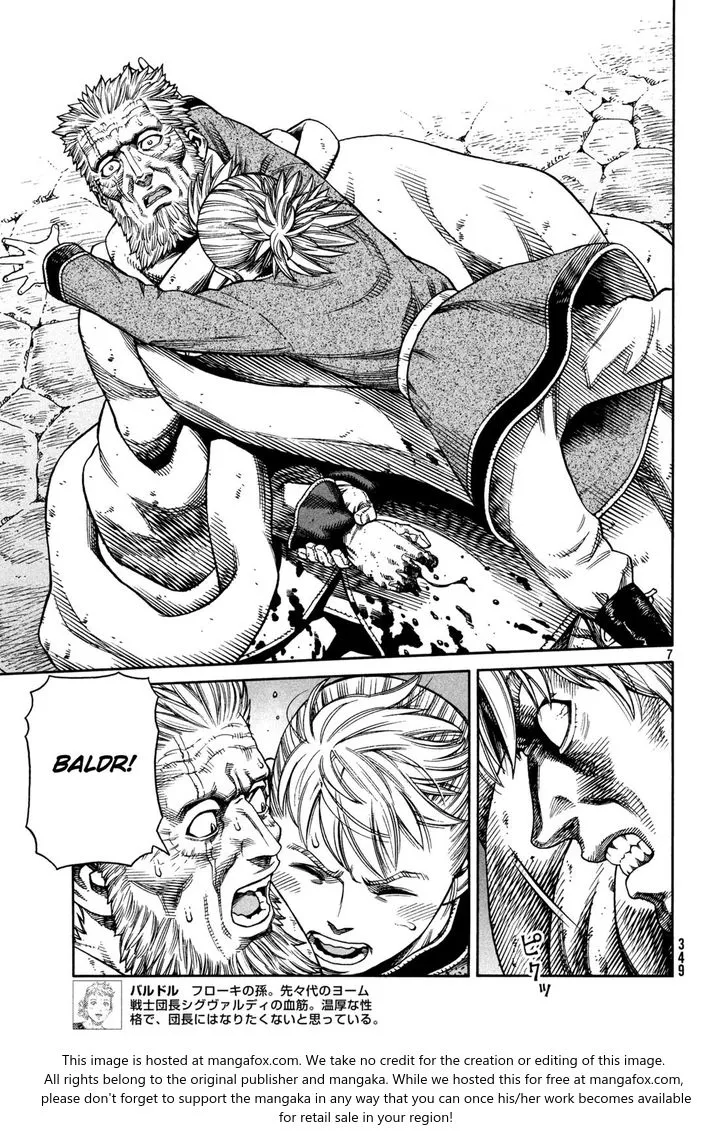 7
BALDR!
ピクッ
349
バルドル フローキの孫。先々代のヨーム
戦士団長シグヴァルディの血筋。温厚な性
格で、団長にはなりたくないと思っている。
This image is hosted at mangafox.com. We take no credit for the creation or editing of this image.
All rights belong to the original publisher and mangaka. While we hosted this for free at mangafox.com,
please don't forget to support the mangaka in any way that you can once his/her work becomes available
for retail sale in your region!